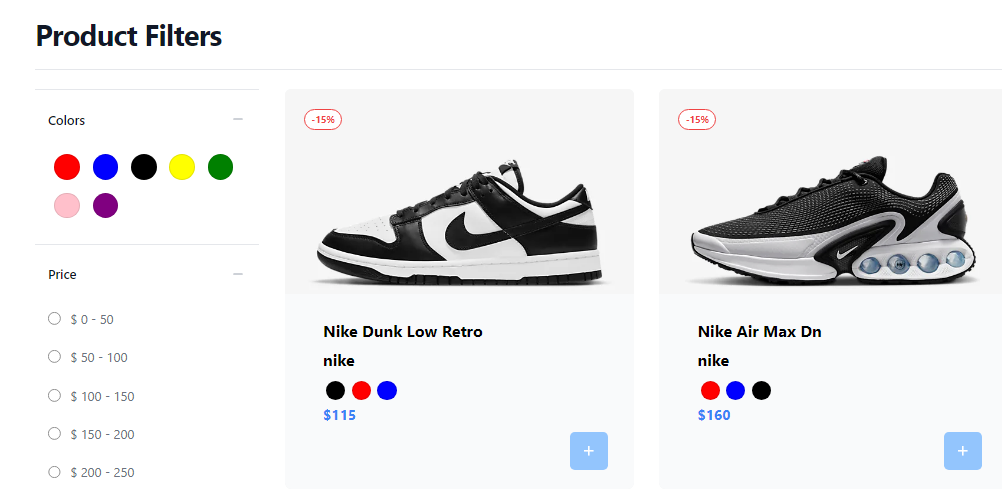 Product Filters
Colors
Price
$ 0 - 50
$ 50 - 100
$ 100 - 150
$ 150 - 200
$ 200 - 250
-15%
Nike Dunk Low Retro
nike
$115
+
-15%
Nike Air Max Dn
nike
$160
+